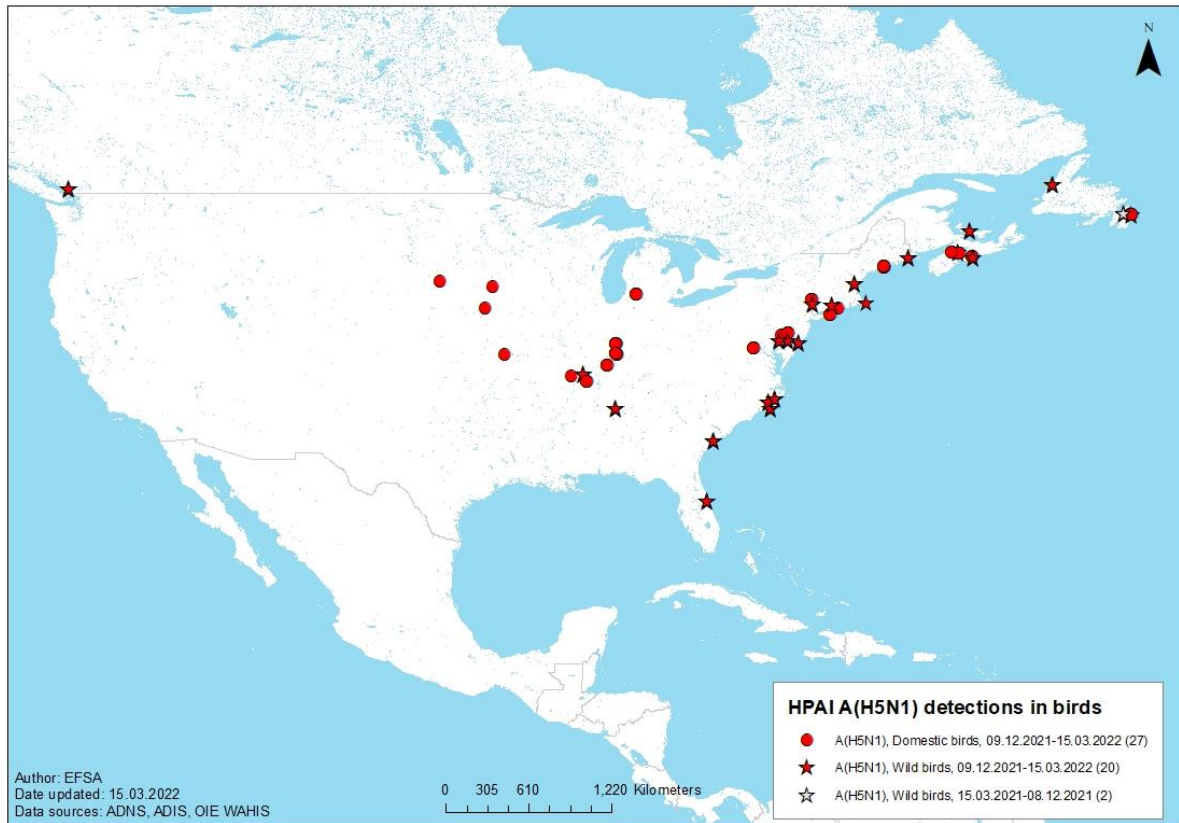 N
HPAI A(H5N1) detections in birds
A(H5N1), Domestic birds, 09.12.2021-15.03.2022 (27)
A(H5N1), Wild birds, 09.12.2021-15.03.2022 (20)
A(H5N1), Wild birds, 15.03.2021-08.12.2021 (2)
Author: EFSA
Date updated: 15.03.2022
Data sources: ADNS, ADIS, OIE WAHIS
0 305 610 1,220 Kilometers